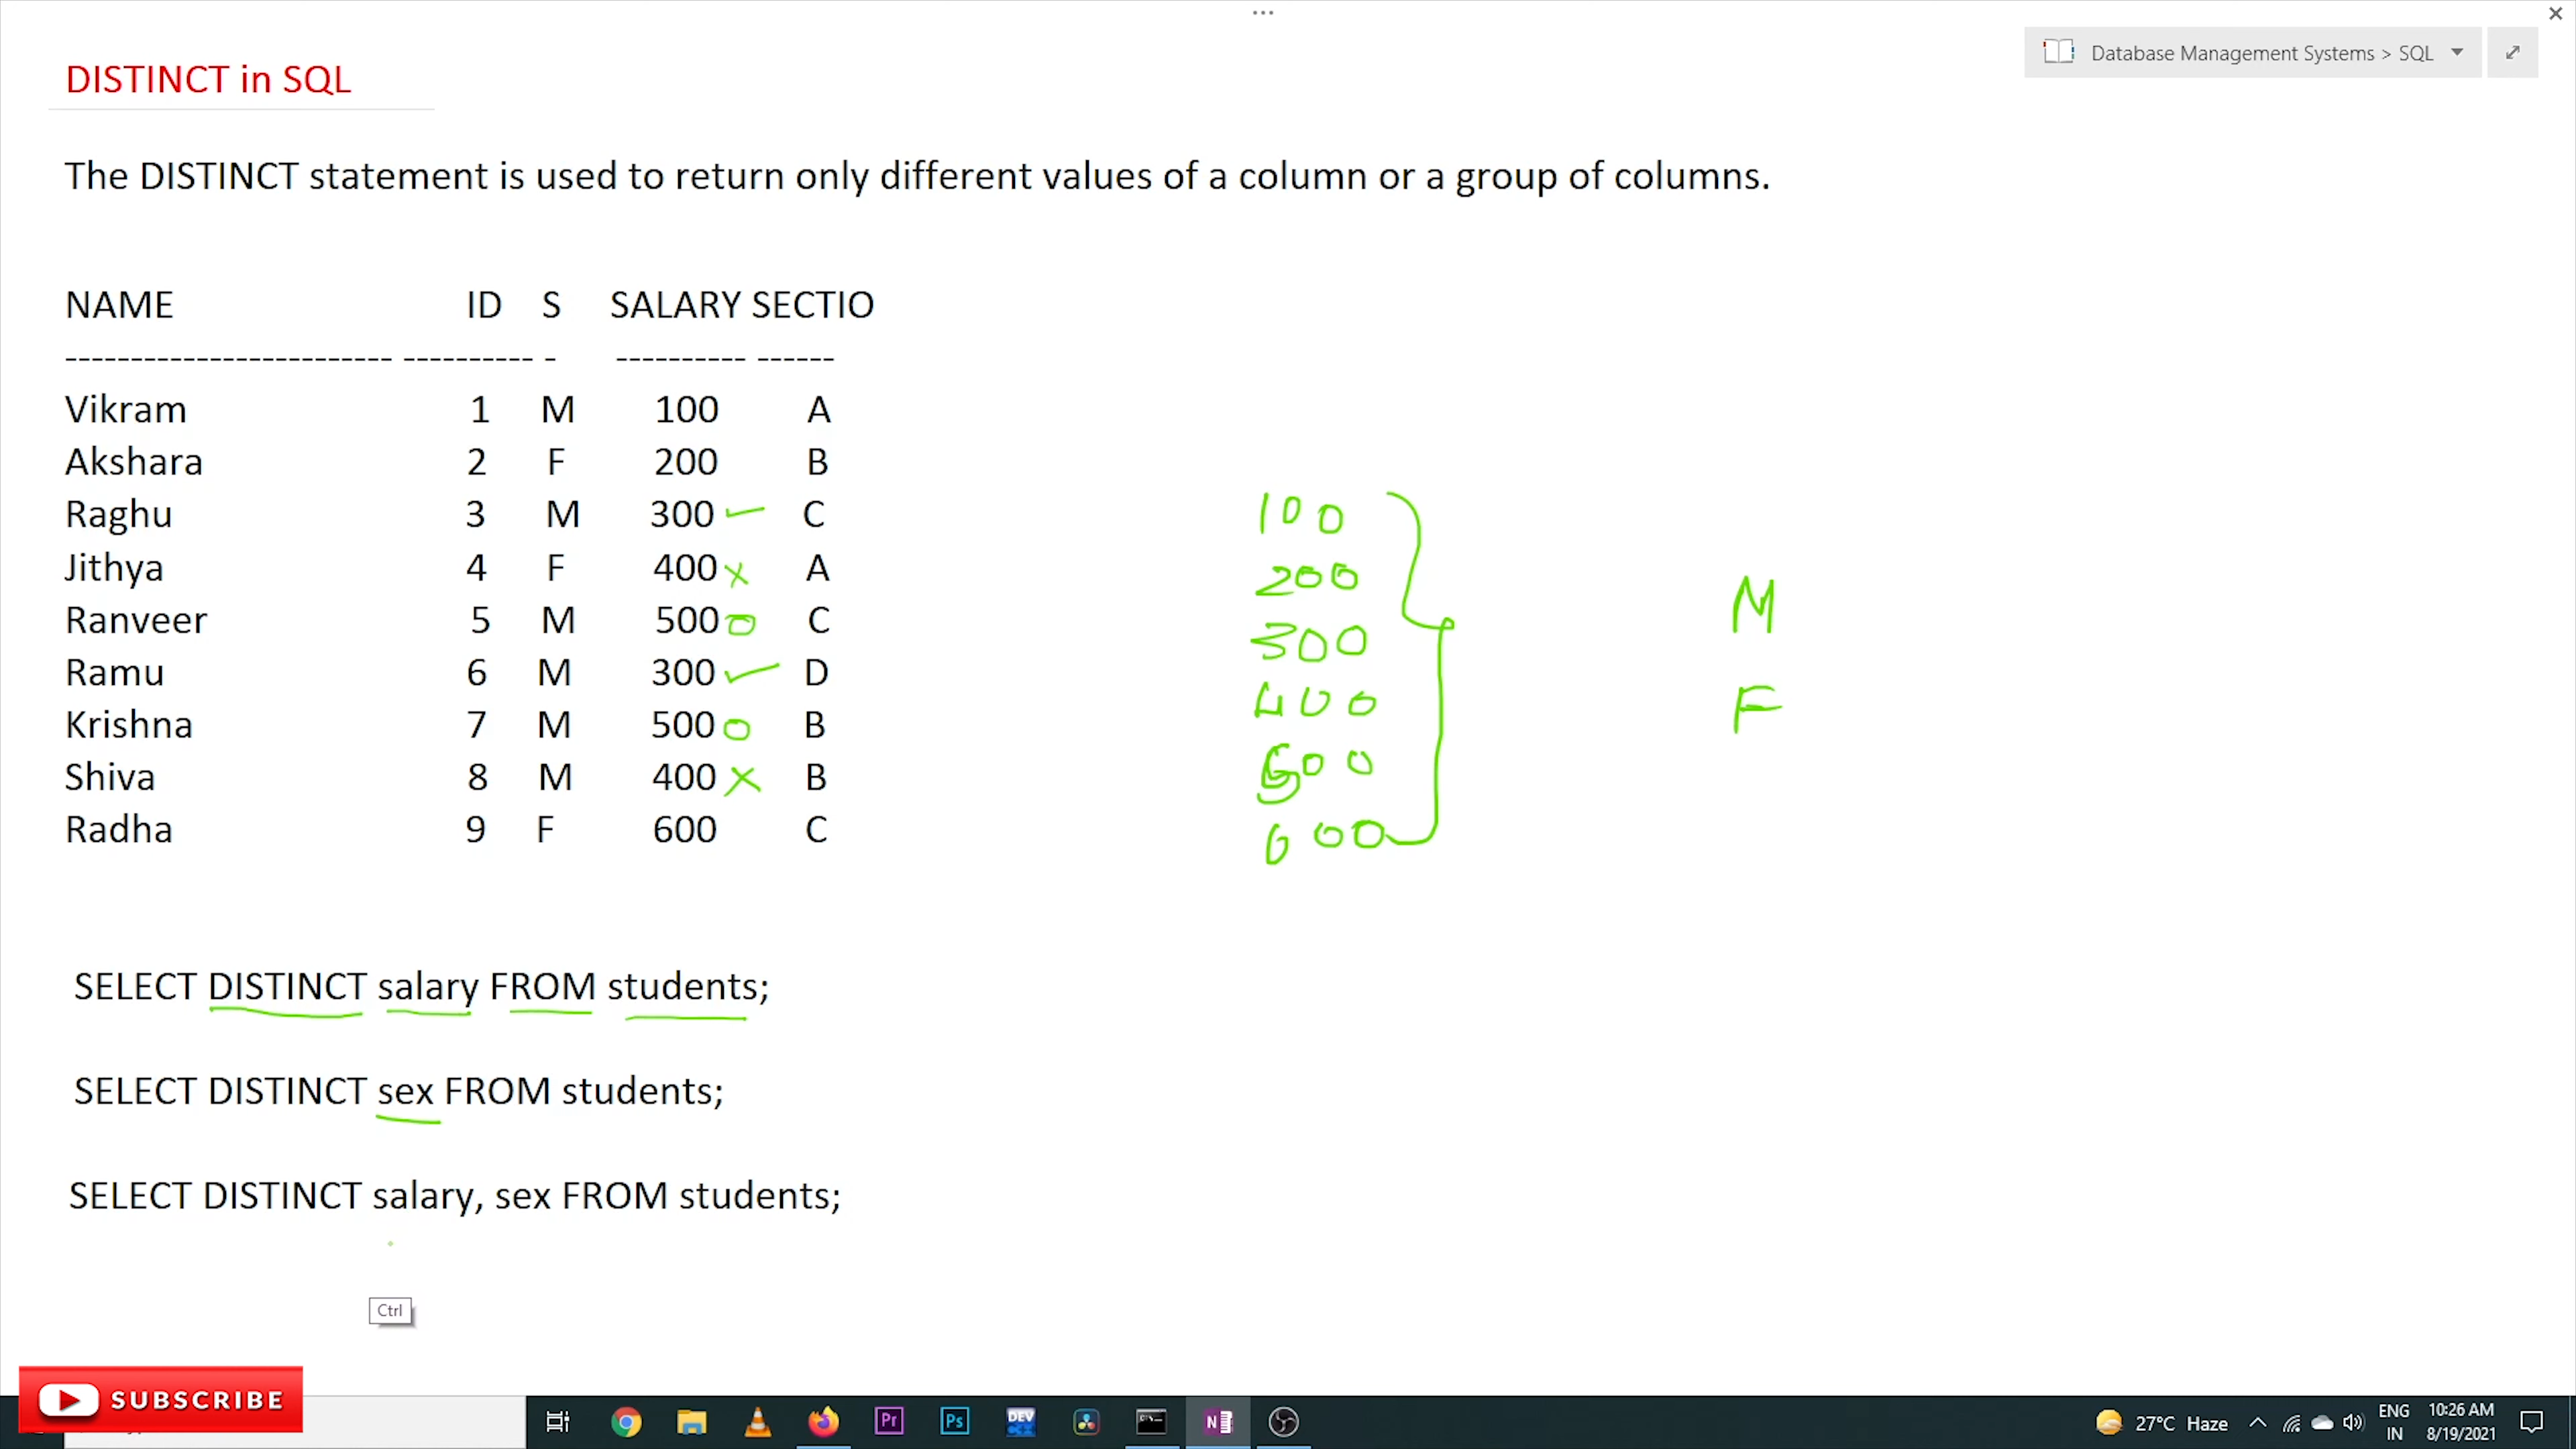 ...
DISTINCT in SQL
Database Management Systems > SQL
The DISTINCT statement is used to return only different values of a column or a group of columns.
NAME ID S SALARY SECTIO
------------------------- ---------- - ---------- ------
Vikram 1 M 100 A
Akshara 2 F 200 B
Raghu 3 M 300 ✓ C
Jithya 4 F 400 x A
Ranveer 5 M 500 o C
Ramu 6 M 300 ✓ D
Krishna 7 M 500 o B
Shiva 8 M 400 x B
Radha 9 F 600 C
100
200
300
400
500
600
M
F
SELECT DISTINCT salary FROM students;
SELECT DISTINCT sex FROM students;
SELECT DISTINCT salary, sex FROM students;
Ctrl
SUBSCRIBE
Pr
Ps
DEV
N
27°C Haze
ENG
IN
10:26 AM
8/19/2021